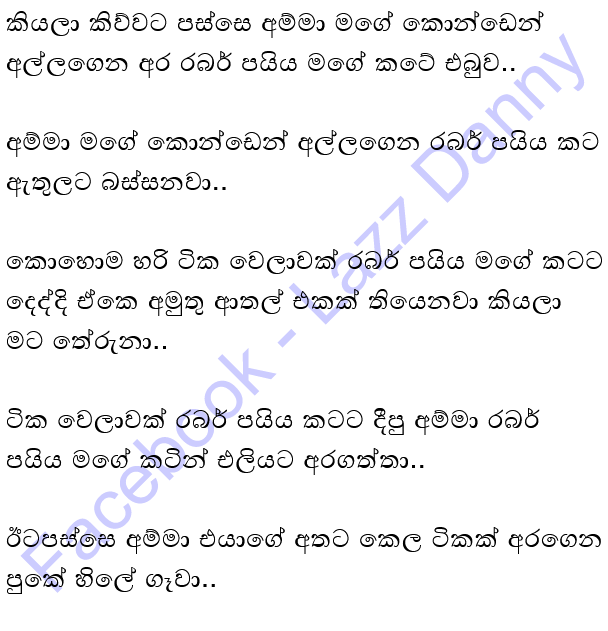 කියලා කිව්වට පස්සෙ අම්මා මගේ කොන්ඩෙන්
අල්ලගෙන අර රබර් පයිය මගේ කටේ එබුව..
අම්මා මගේ කොන්ඩෙන් අල්ලගෙන රබර් පයිය කට
ඇතුලට බස්සනවා..
කොහොම හරි ටික වෙලාවක් රබර් පයිය මගේ කටට
දෙද්දි ඒකෙ අමුතු ආතල් එකක් තියෙනවා කියලා
මට තේරුනා..
ටික වෙලාවක් රබර් පයිය කටට දීපු අම්මා රබර්
පයිය මගේ කටින් එලියට අරගත්තා..
ඊටපස්සෙ අම්මා එයාගේ අතට කෙල ටිකක් අරගෙන
පුකේ හිලේ ගෑවා..
Facebook - Lazz Danny